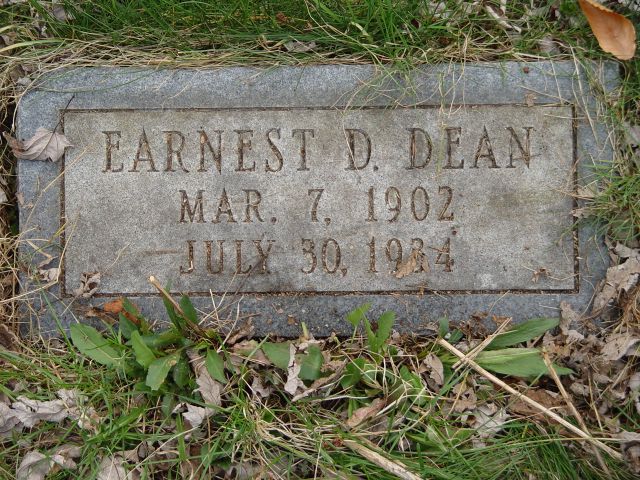 EARNEST D. DEAN
MAR. 7, 1902
JULY 30, 1934